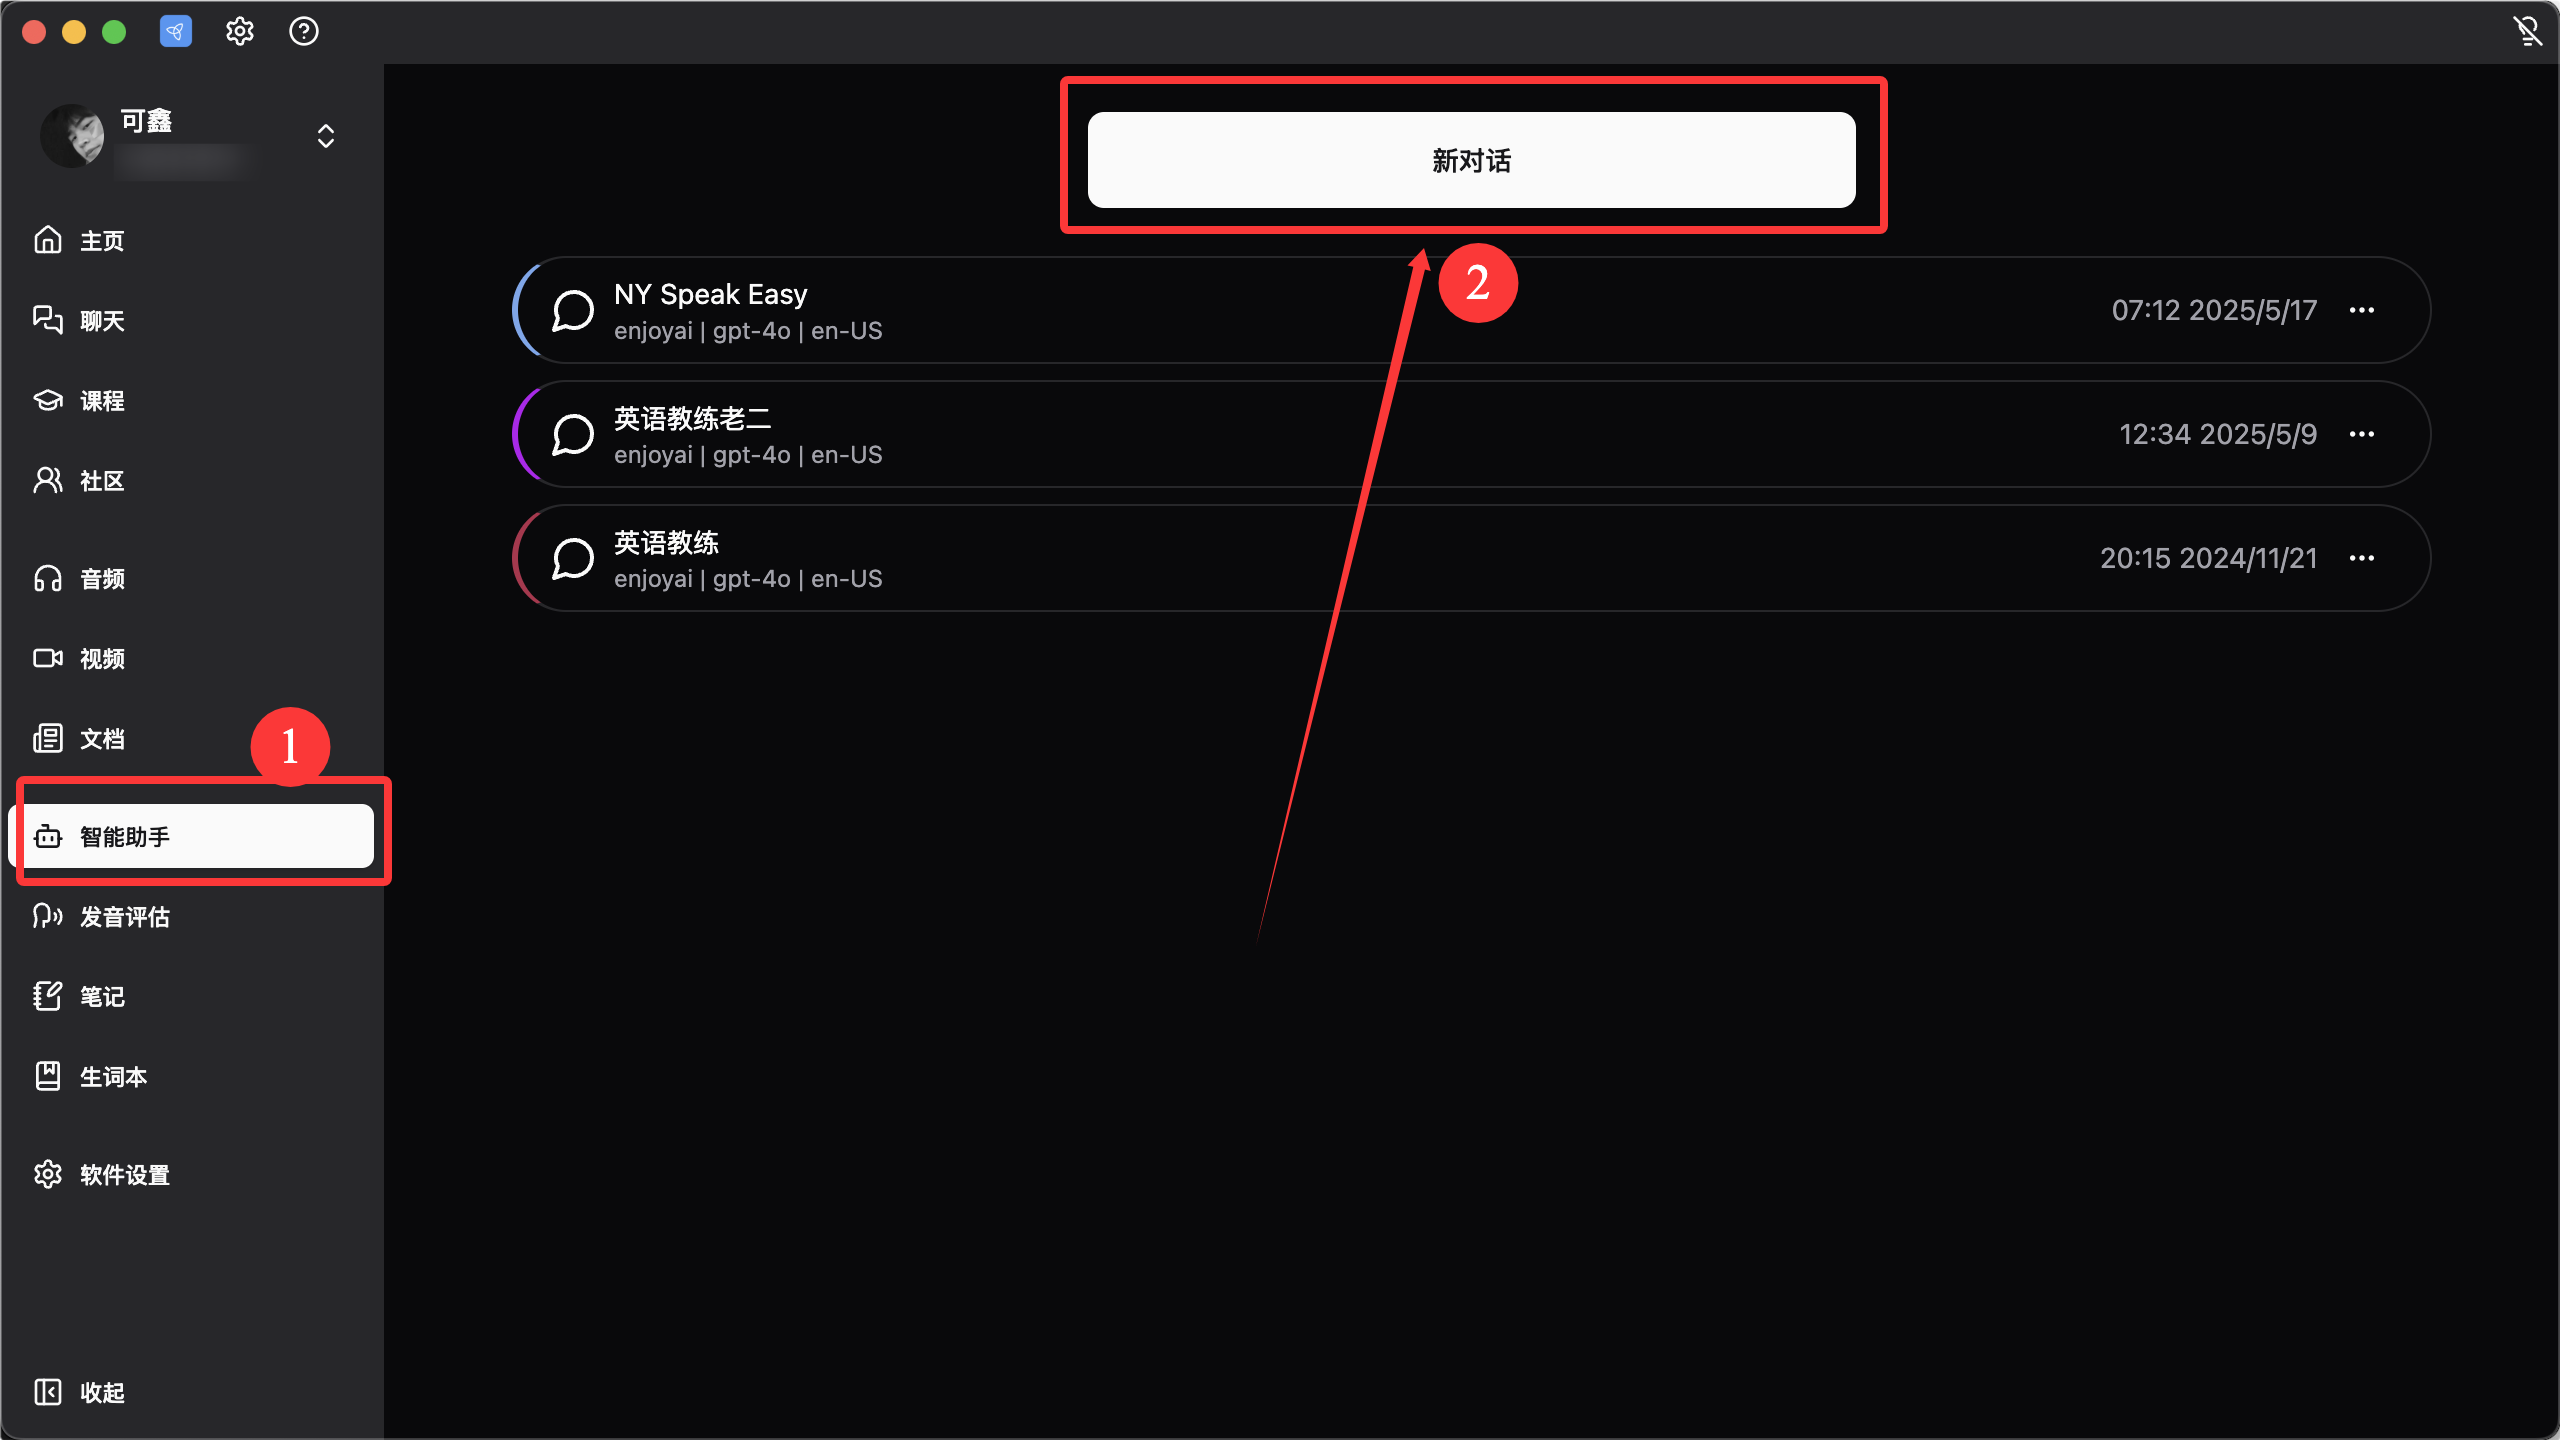 可鑫
主页
聊天
课程
社区
音频
视频
文档
1
智能助手
发音评估
笔记
生词本
软件设置
收起
新对话
2
NY Speak Easy
enjoyai | gpt-4o | en-US
07:12 2025/5/17
英语教练老二
enjoyai | gpt-4o | en-US
12:34 2025/5/9
英语教练
enjoyai | gpt-4o | en-US
20:15 2024/11/21